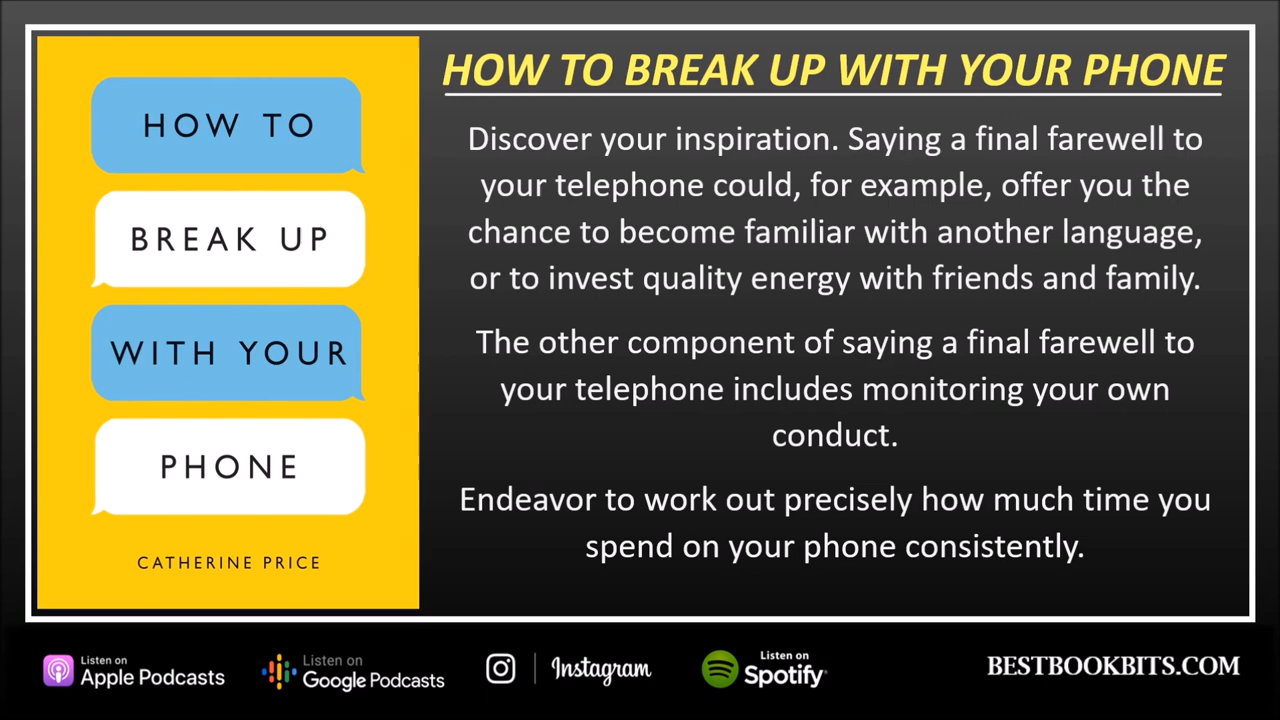 HOW TO
BREAK UP
WITH YOUR
PHONE
CATHERINE PRICE
HOW TO BREAK UP WITH YOUR PHONE
Discover your inspiration. Saying a final farewell to
your telephone could, for example, offer you the
chance to become familiar with another language,
or to invest quality energy with friends and family.
The other component of saying a final farewell to
your telephone includes monitoring your own
conduct.
Endeavor to work out precisely how much time you
spend on your phone consistently.
Listen on
Apple Podcasts
Listen on
Google Podcasts
Instagram
Listen on
Spotify
BESTBOOKBITS.COM